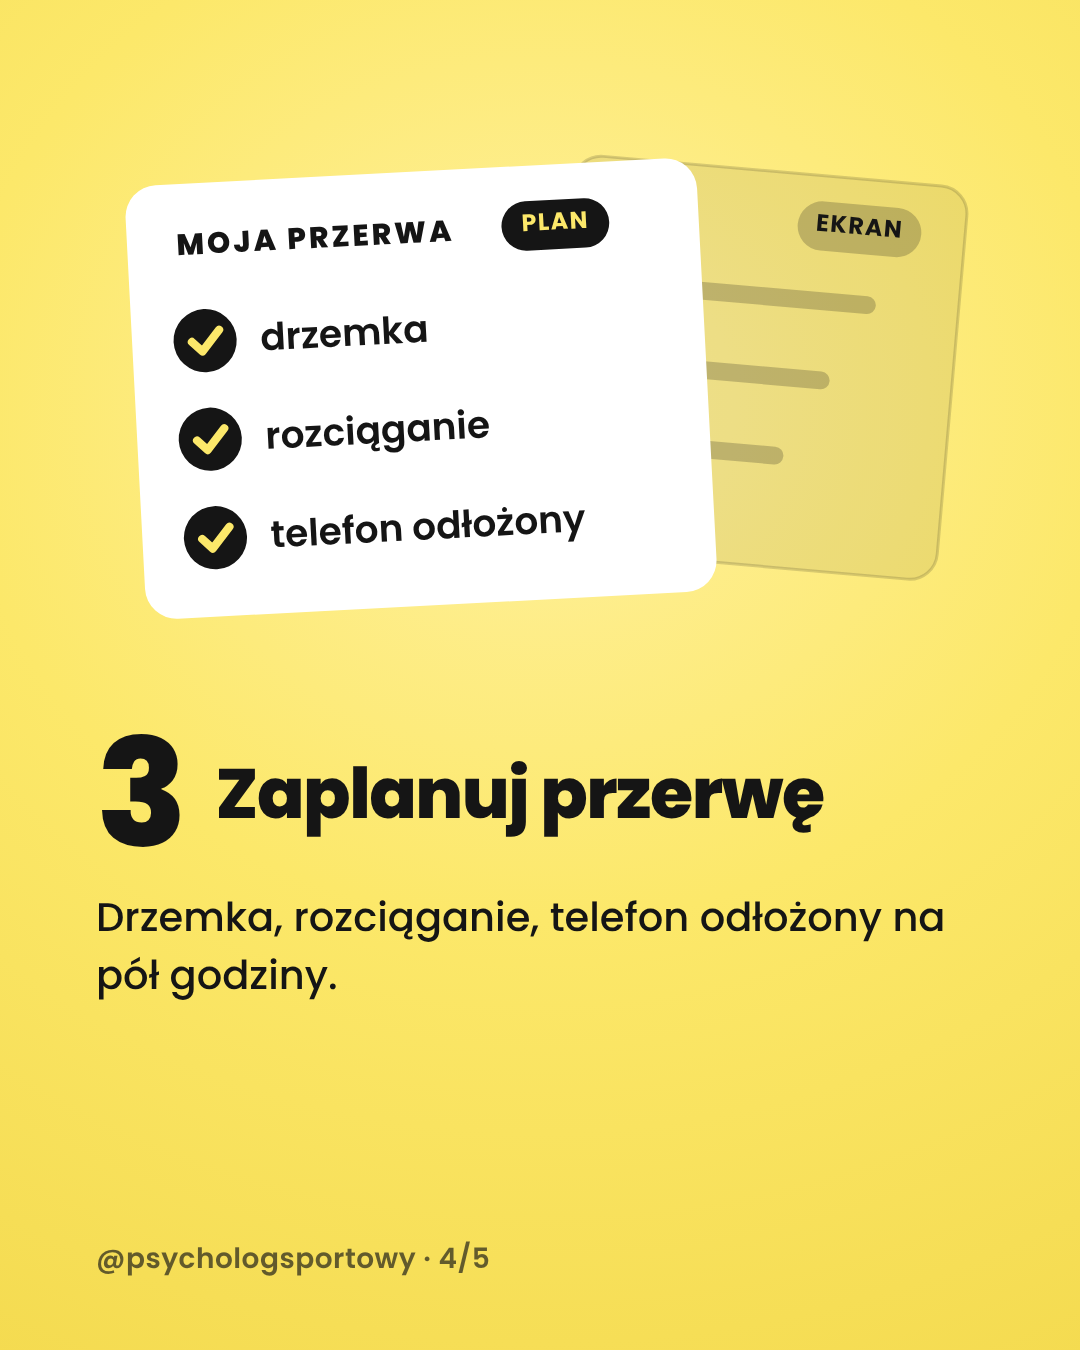 MOJA PRZERWA PLAN
EKRAN
drzemka
rozciąganie
telefon odłożony
3 Zaplanuj przerwę
Drzemka, rozciąganie, telefon odłożony na
pół godziny.
@psychologsportowy · 4/5